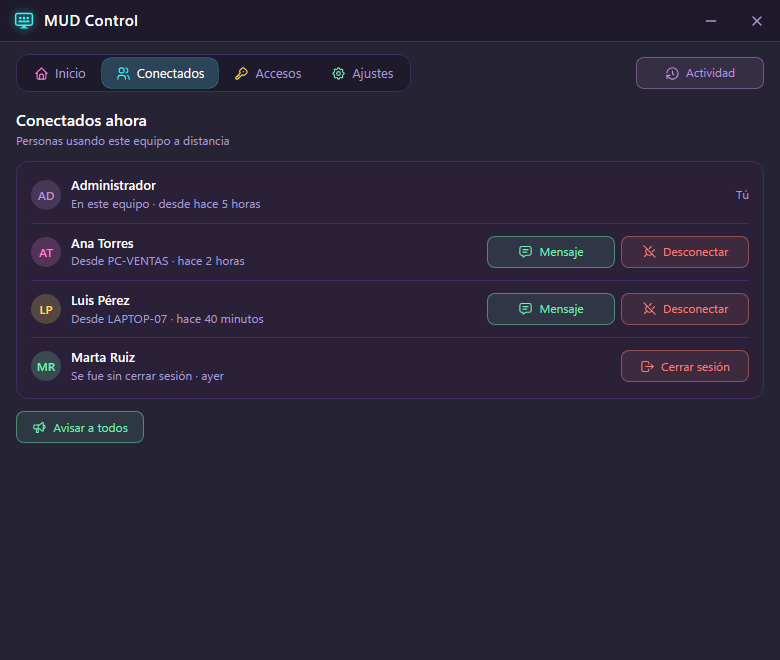 MUD Control
Inicio Conectados Accesos Ajustes Actividad
Conectados ahora
Personas usando este equipo a distancia
AD Administrador Tú
En este equipo · desde hace 5 horas
AT Ana Torres Mensaje Desconectar
Desde PC-VENTAS · hace 2 horas
LP Luis Pérez Mensaje Desconectar
Desde LAPTOP-07 · hace 40 minutos
MR Marta Ruiz Cerrar sesión
Se fue sin cerrar sesión · ayer
Avisar a todos